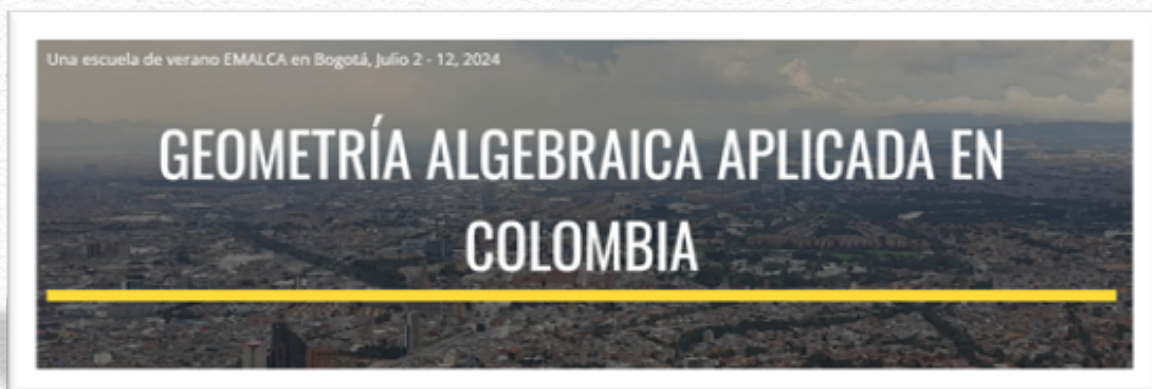 Una escuela de verano EMALCA en Bogotá, Julio 2 - 12, 2024
GEOMETRÍA ALGEBRAICA APLICADA EN
COLOMBIA